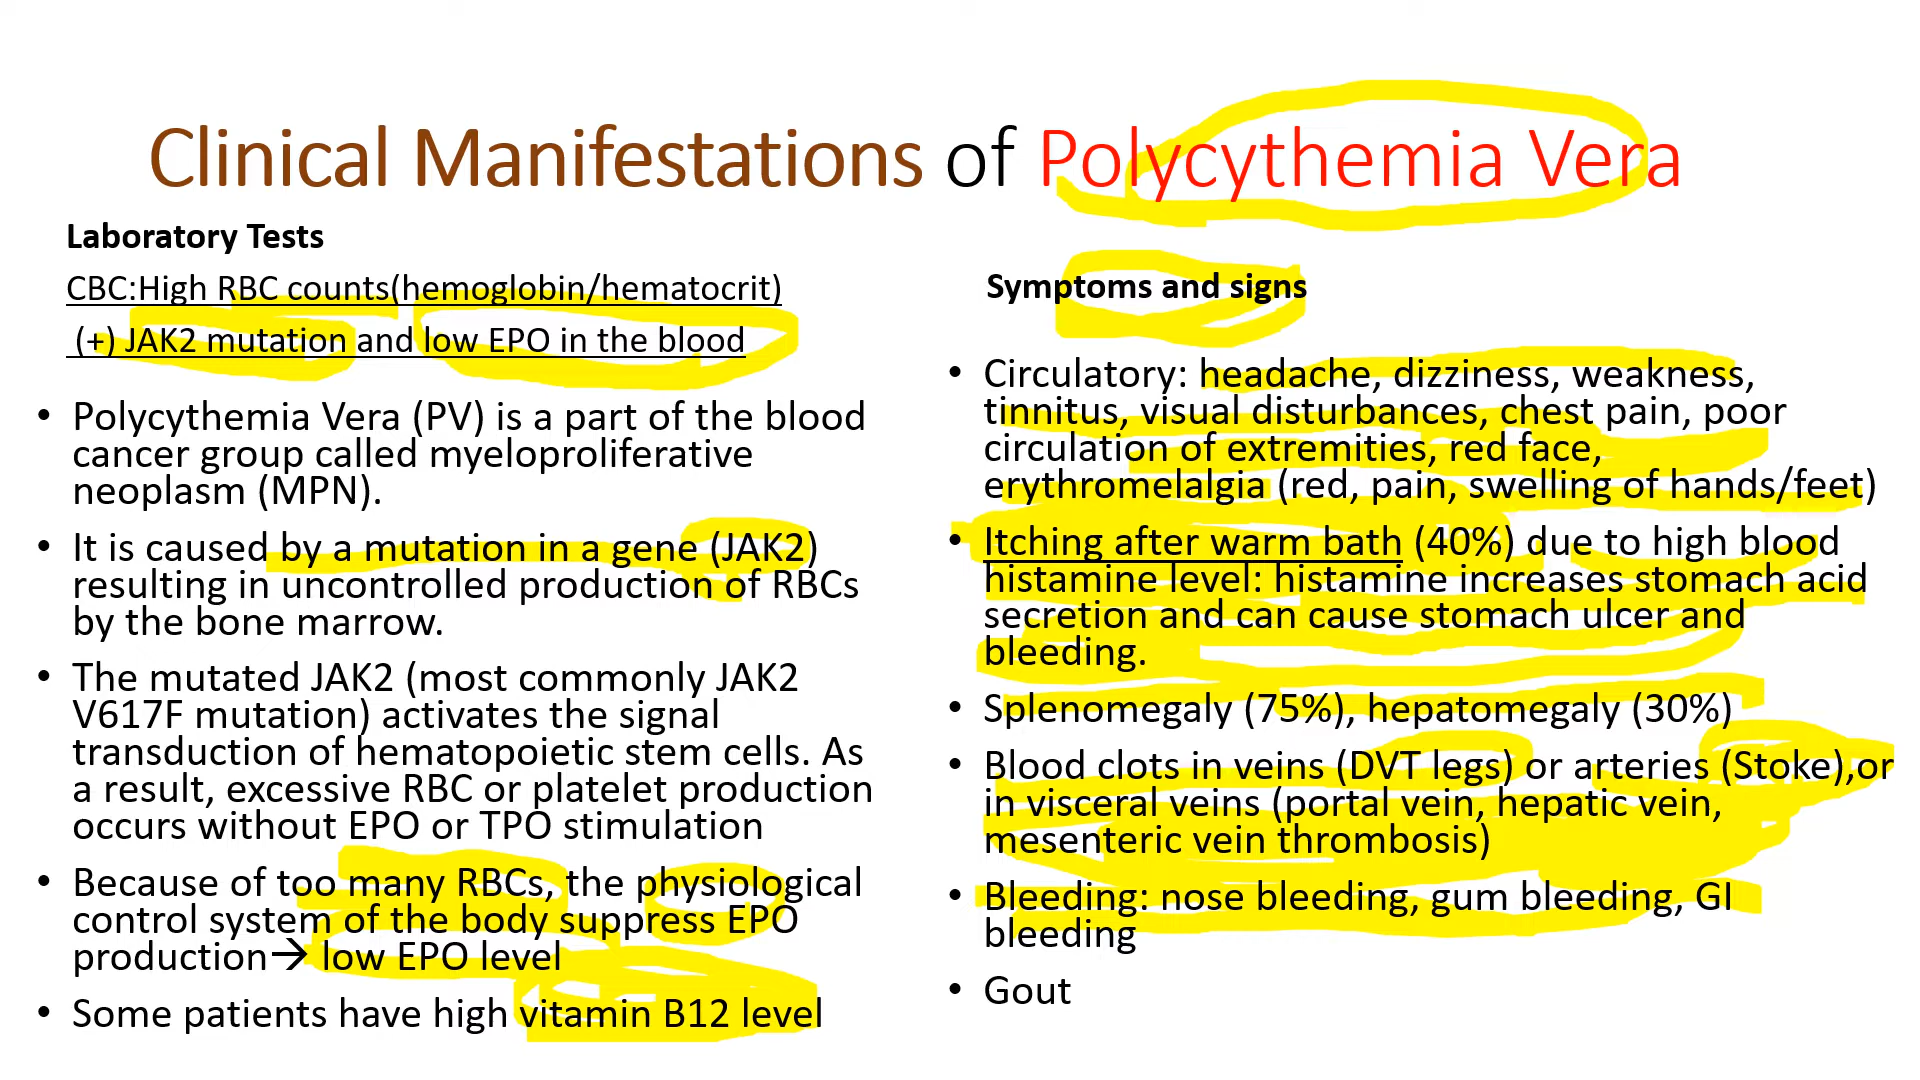 Clinical Manifestations of Polycythemia Vera
Laboratory Tests
CBC:High RBC counts(hemoglobin/hematocrit)
(+) JAK2 mutation and low EPO in the blood
• Polycythemia Vera (PV) is a part of the blood
cancer group called myeloproliferative
neoplasm (MPN).
• It is caused by a mutation in a gene (JAK2)
resulting in uncontrolled production of RBCs
by the bone marrow.
• The mutated JAK2 (most commonly JAK2
V617F mutation) activates the signal
transduction of hematopoietic stem cells. As
a result, excessive RBC or platelet production
occurs without EPO or TPO stimulation
• Because of too many RBCs, the physiological
control system of the body suppress EPO
production→ low EPO level
• Some patients have high vitamin B12 level
Symptoms and signs
• Circulatory: headache, dizziness, weakness,
tinnitus, visual disturbances, chest pain, poor
circulation of extremities, red face,
erythromelalgia (red, pain, swelling of hands/feet)
• Itching after warm bath (40%) due to high blood
histamine level: histamine increases stomach acid
secretion and can cause stomach ulcer and
bleeding.
• Splenomegaly (75%), hepatomegaly (30%)
• Blood clots in veins (DVT legs) or arteries (Stoke),or
in visceral veins (portal vein, hepatic vein,
mesenteric vein thrombosis)
• Bleeding: nose bleeding, gum bleeding, GI
bleeding
• Gout